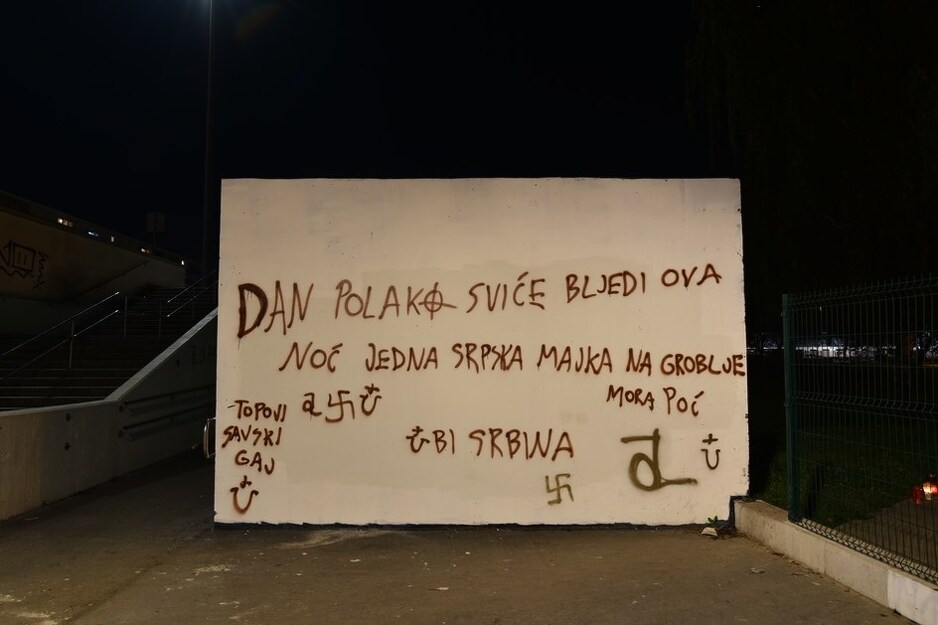 DAN POLAKO SVIĆE BLJEDI OVA
NOĆ JEDNA SRPSKA MAJKA NA GROBLJE
MORA POĆ
-TOPOVI
SAVSKI
GAJ
UBI SRBINA